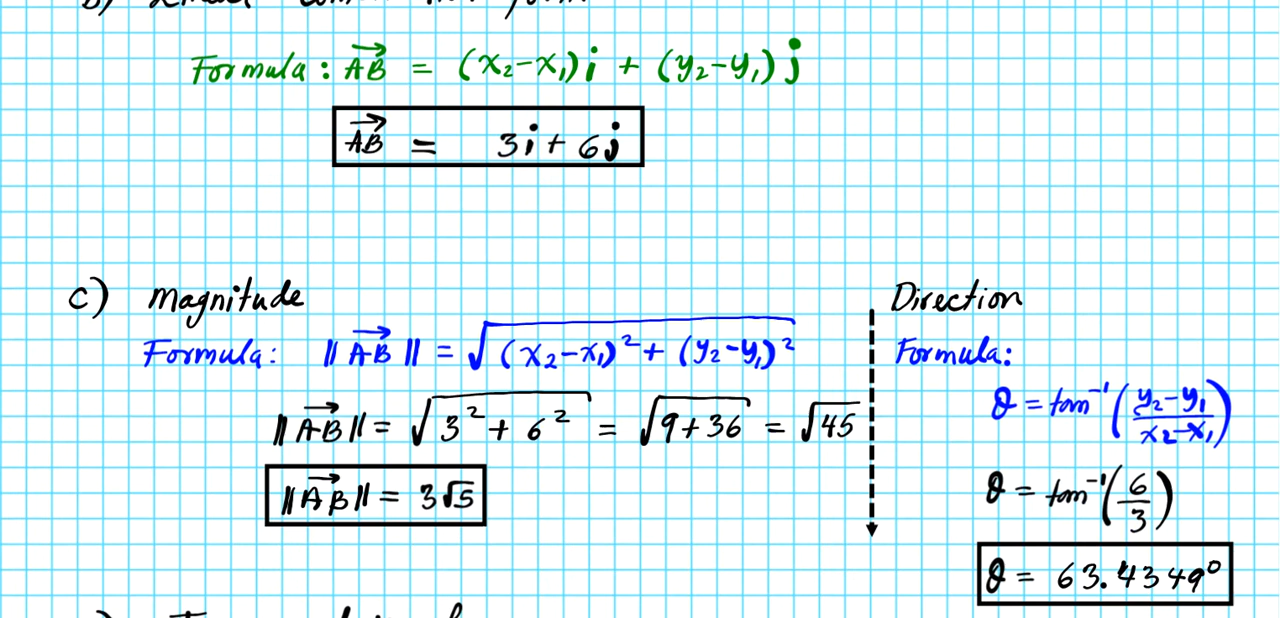 Formula : AB = (x₂-x₁)i + (y₂-y₁)j
AB = 3i + 6j
c) magnitude
Formula: ||AB|| = √(x₂-x₁)² + (y₂-y₁)²
||AB|| = √3² + 6² = √9+36 = √45
||AB|| = 3√5
Direction
Formula:
θ = tan⁻¹(y₂-y₁/x₂-x₁)
θ = tan⁻¹(6/3)
θ = 63.4349°